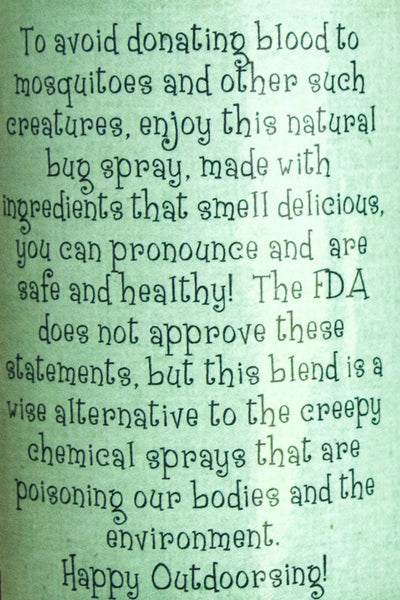 To avoid donating blood to
mosquitoes and other such
creatures, enjoy this natural
bug spray, made with
ingredients that smell delicious,
you can pronounce and are
safe and healthy! The FDA
does not approve these
statements, but this blend is a
wise alternative to the creepy
chemical sprays that are
poisoning our bodies and the
environment.
Happy Outdoorsing!